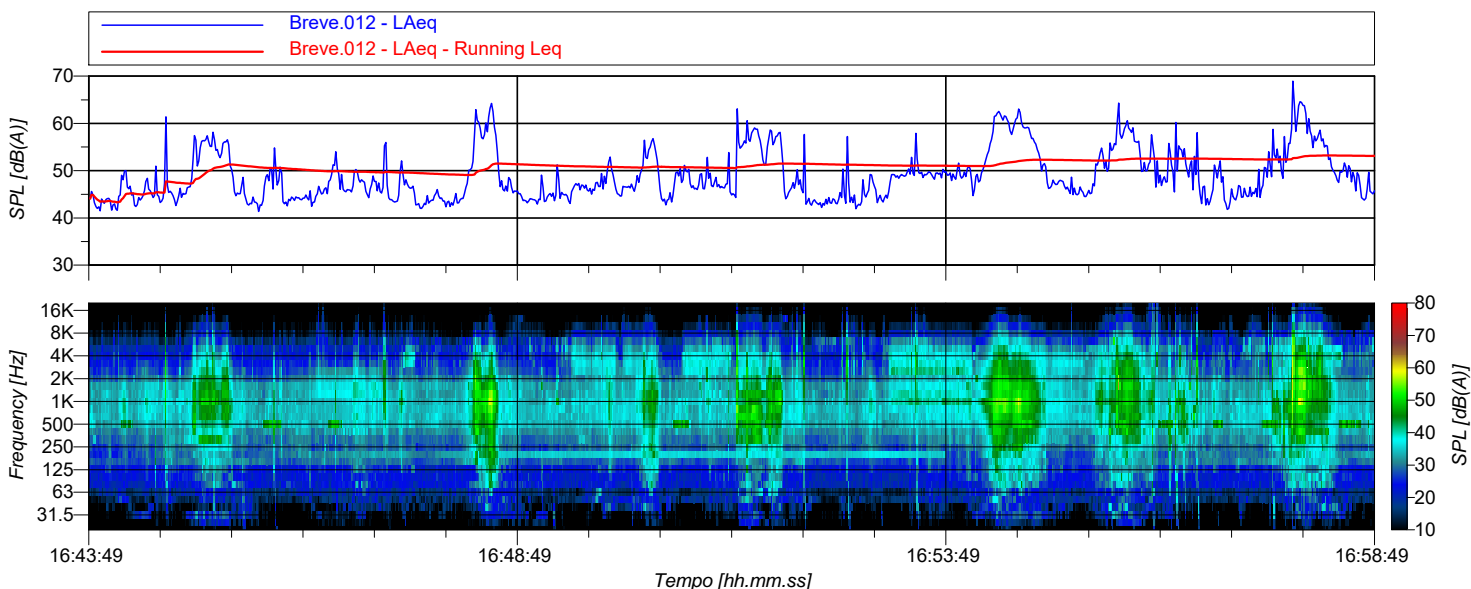 Breve.012 - LAeq
Breve.012 - LAeq - Running Leq
SPL [dB(A)]
70
60
50
40
30
Frequency [Hz]
16K
8K
4K
2K
1K
500
250
125
63
31.5
16:43:49
16:48:49
16:53:49
16:58:49
Tempo [hh.mm.ss]
80
70
60
50
40
30
20
10
SPL [dB(A)]